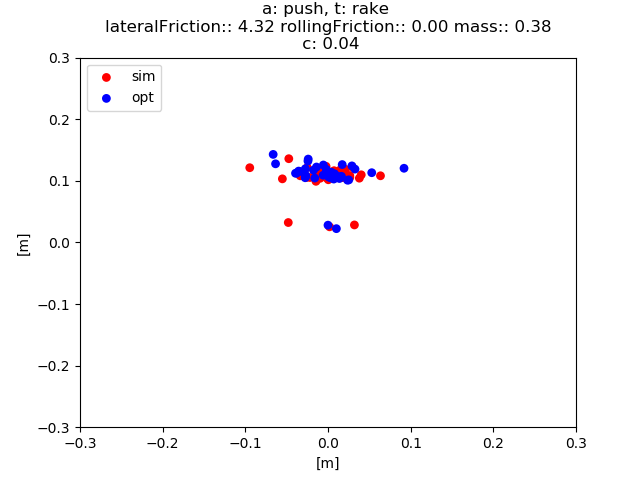 a: push, t: rake
lateralFriction:: 4.32 rollingFriction:: 0.00 mass:: 0.38
c: 0.04
sim
opt
0.3
0.2
0.1
0.0
−0.1
−0.2
−0.3
[m]
−0.3
−0.2
−0.1
0.0
0.1
0.2
0.3
[m]